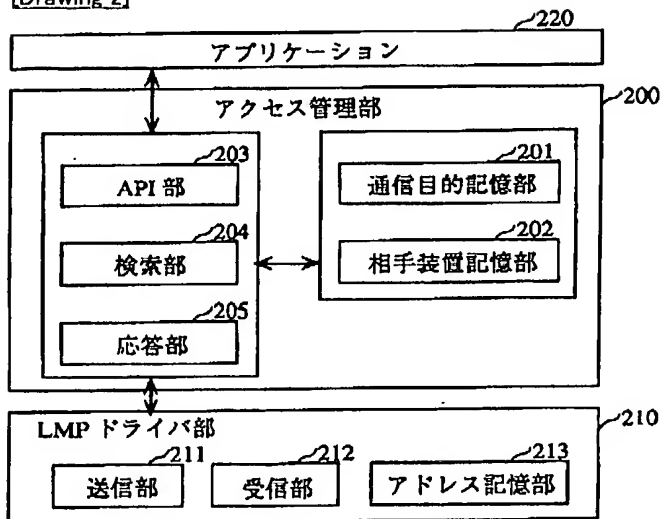 [Drawing 2]
220
アプリケーション
アクセス管理部
200
203
API 部
201
通信目的記憶部
204
検索部
202
相手装置記憶部
205
応答部
LMP ドライバ部
210
211
送信部
212
受信部
213
アドレス記憶部